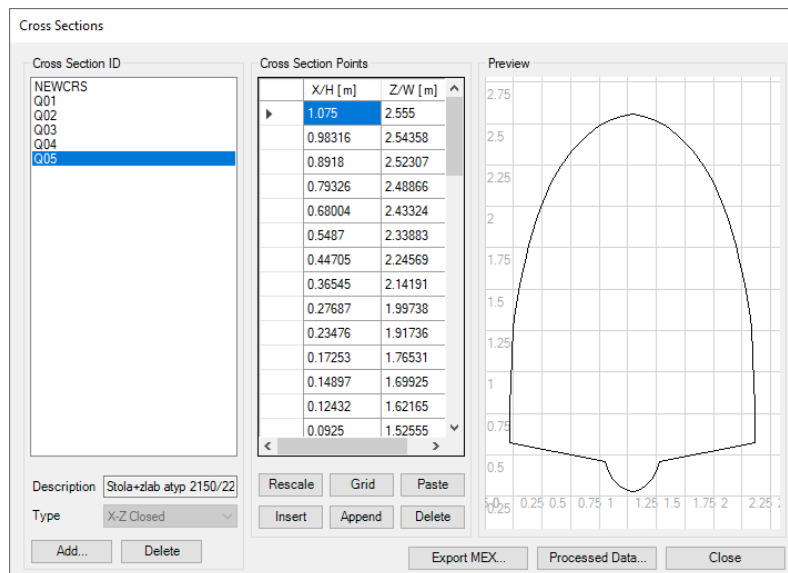 Cross Sections
Cross Section ID
NEWCRS
Q01
Q02
Q03
Q04
Q05
Description Stola+zlab atyp 2150/22
Type X-Z Closed
Add... Delete
Cross Section Points
X/H [ m] Z/W [ m]
1.075 2.555
0.98316 2.54358
0.8918 2.52307
0.79326 2.48866
0.68004 2.43324
0.5487 2.33883
0.44705 2.24569
0.36545 2.14191
0.27687 1.99738
0.23476 1.91736
0.17253 1.76531
0.14897 1.69925
0.12432 1.62165
0.0925 1.52555
Rescale Grid Paste
Insert Append Delete
Preview
2.75
2.5
2.25
2
1.75
1.5
1.25
1
0.75
0.5
0.25
0.25 0.5 0.75 1 1.25 1.5 1.75 2 2.25
Export MEX... Processed Data... Close